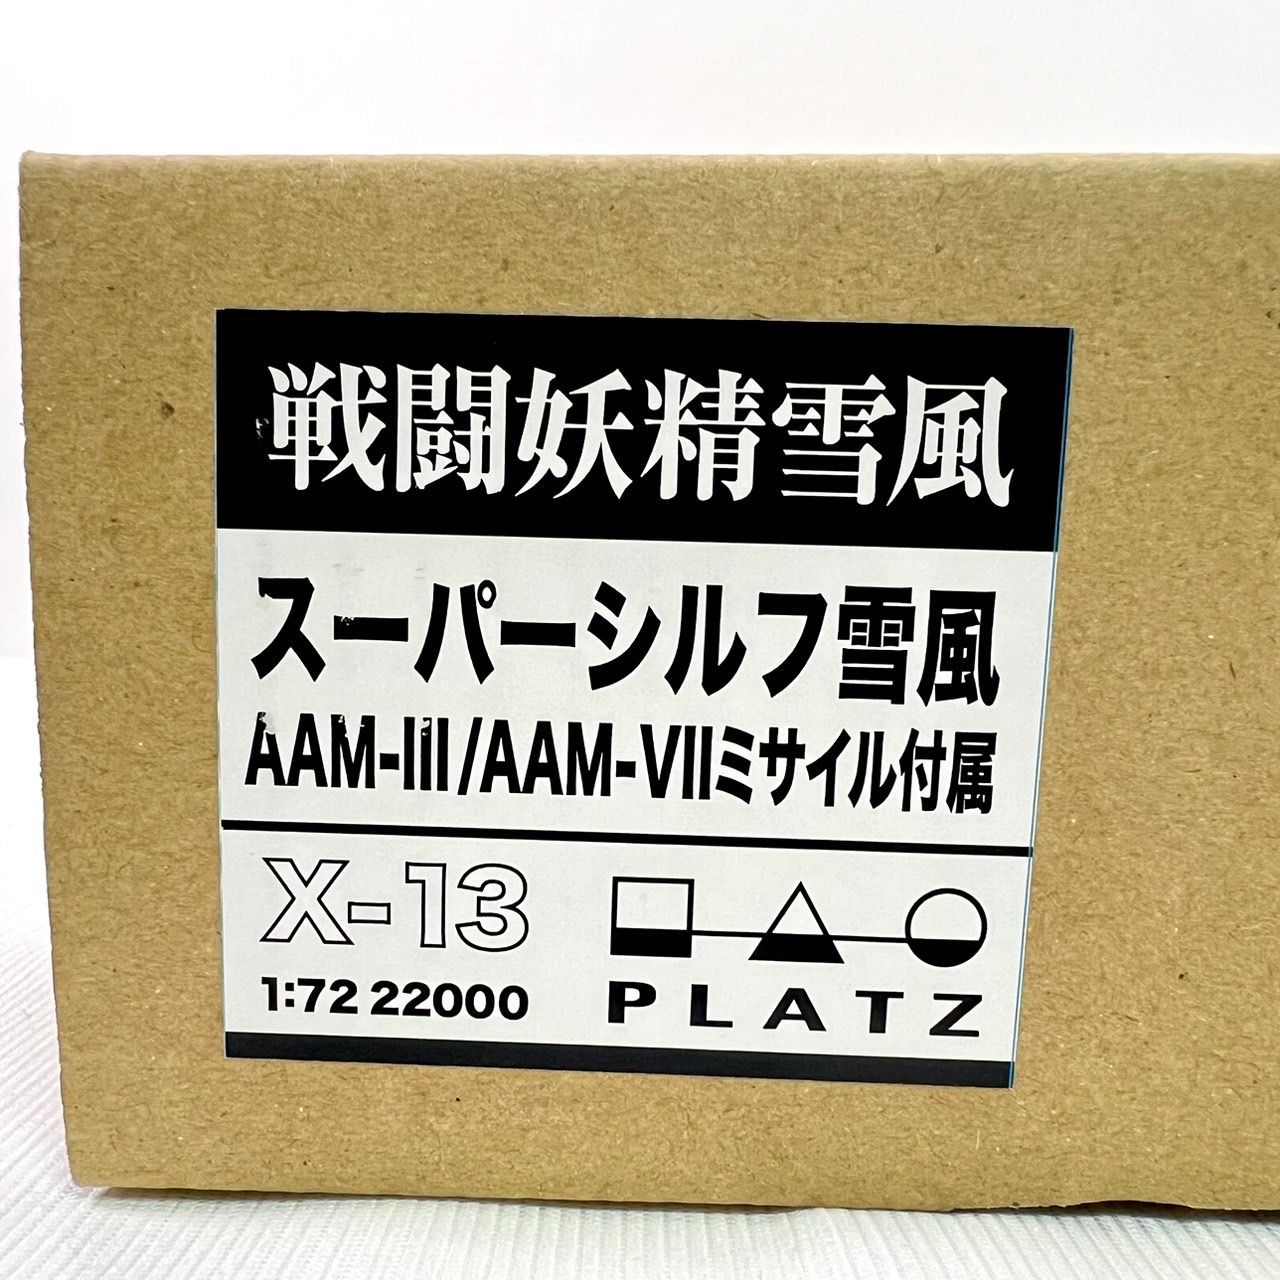 戦闘妖精雪風
スーパーシルフ雪風
AAM-III/AAM-VIIミサイル付属
X-13
1:72 22000
PLATZ